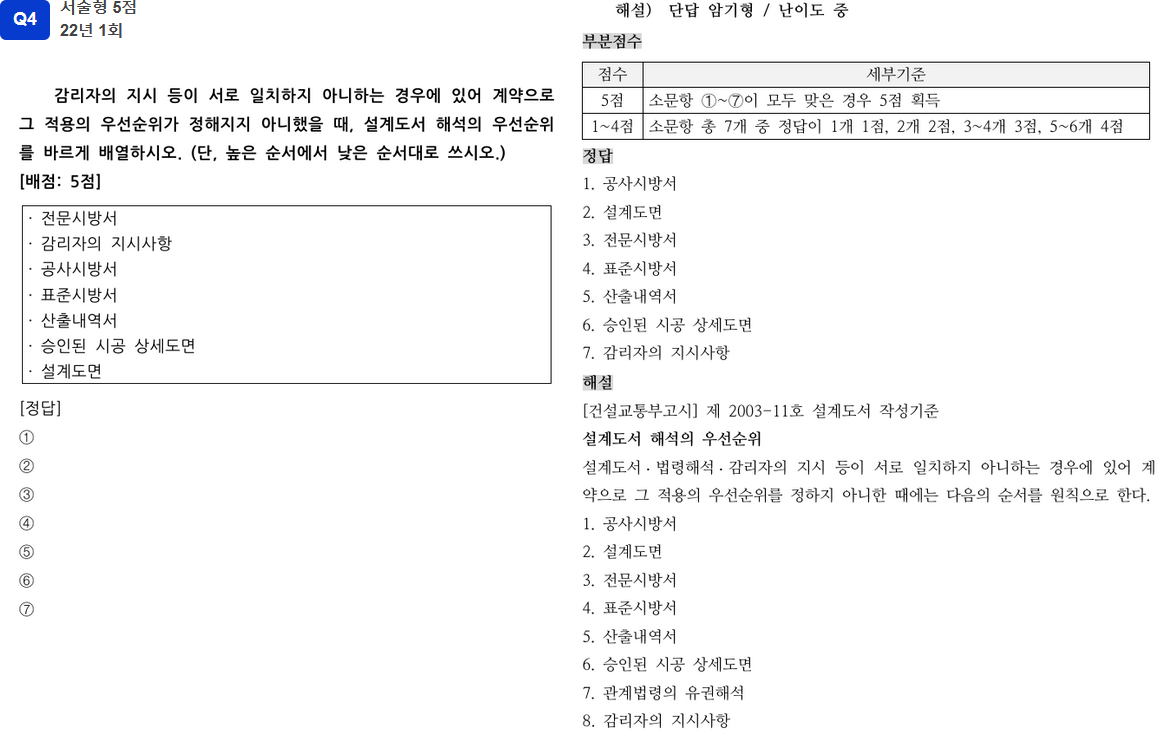 Q4
서술형 5점
22년 1회
감리자의 지시 등이 서로 일치하지 아니하는 경우에 있어 계약으로
그 적용의 우선순위가 정해지지 아니했을 때, 설계도서 해석의 우선순위
를 바르게 배열하시오. (단, 높은 순서에서 낮은 순서대로 쓰시오.)
[배점: 5점]
· 전문시방서
· 감리자의 지시사항
· 공사시방서
· 표준시방서
· 산출내역서
· 승인된 시공 상세도면
· 설계도면
[정답]
①
②
③
④
⑤
⑥
⑦
해설) 단답 암기형 / 난이도 중
부분점수
점수 세부기준
5점 소문항 ①~⑦이 모두 맞은 경우 5점 획득
1~4점 소문항 총 7개 중 정답이 1개 1점, 2개 2점, 3~4개 3점, 5~6개 4점
정답
1. 공사시방서
2. 설계도면
3. 전문시방서
4. 표준시방서
5. 산출내역서
6. 승인된 시공 상세도면
7. 감리자의 지시사항
해설
[건설교통부고시] 제 2003-11호 설계도서 작성기준
설계도서 해석의 우선순위
설계도서·법령해석·감리자의 지시 등이 서로 일치하지 아니하는 경우에 있어 계
약으로 그 적용의 우선순위를 정하지 아니한 때에는 다음의 순서를 원칙으로 한다.
1. 공사시방서
2. 설계도면
3. 전문시방서
4. 표준시방서
5. 산출내역서
6. 승인된 시공 상세도면
7. 관계법령의 유권해석
8. 감리자의 지시사항